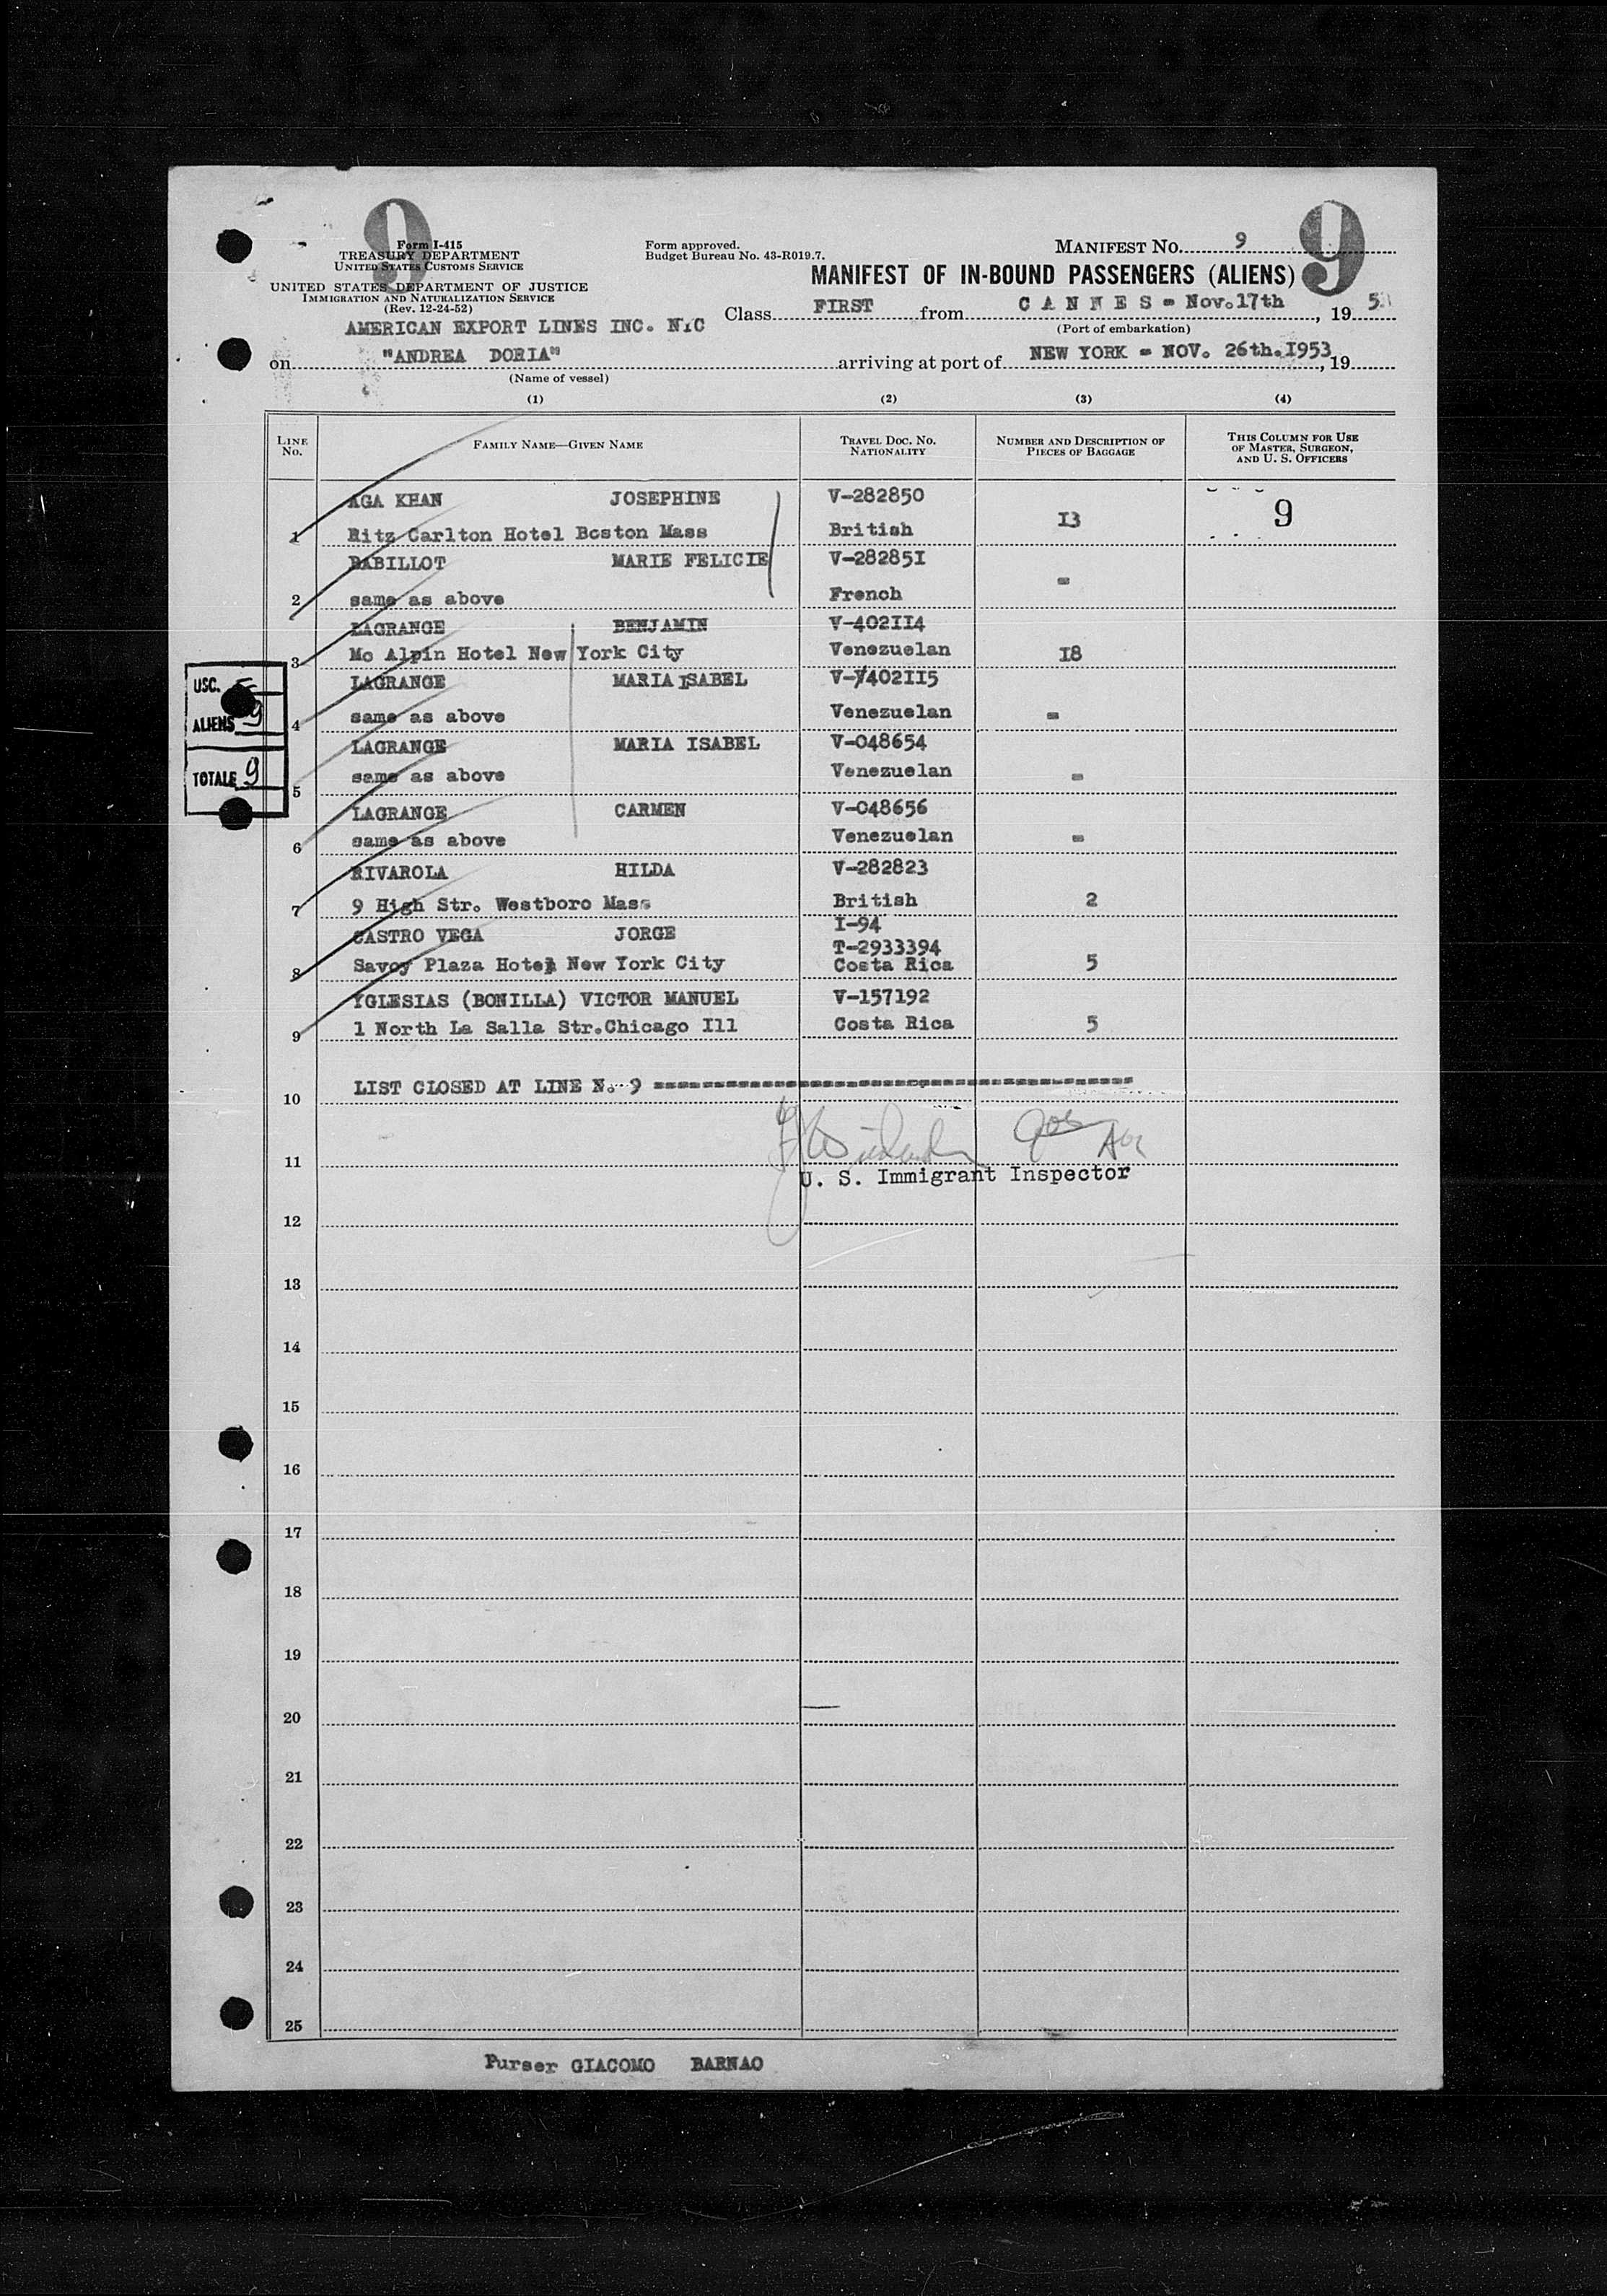 9
9
Form I-415
TREASURY DEPARTMENT
UNITED STATES CUSTOMS SERVICE
UNITED STATES DEPARTMENT OF JUSTICE
IMMIGRATION AND NATURALIZATION SERVICE
(Rev. 12-24-52)
Form approved.
Budget Bureau No. 43-R019.7.
MANIFEST NO. 9
MANIFEST OF IN-BOUND PASSENGERS (ALIENS)
AMERICAN EXPORT LINES INC. NYC
Class FIRST from CANNES = Nov.17th, 1953
(Port of embarkation)
on "ANDREA DORIA" arriving at port of NEW YORK = NOV. 26th.1953, 19
(Name of vessel)
(1) (2) (3) (4)
LINE NO. FAMILY NAME—GIVEN NAME TRAVEL DOC. NO. NATIONALITY NUMBER AND DESCRIPTION OF PIECES OF BAGGAGE THIS COLUMN FOR USE OF MASTER, SURGEON, AND U. S. OFFICERS
AGA KHAN JOSEPHINE V-282850
1 Ritz Carlton Hotel Boston Mass British 13 9
BABILLOT MARIE FELICIE V-282851
2 same as above French =
LAGRANGE BENJAMIN V-402114
3 Mc Alpin Hotel New York City Venezuelan 18
LAGRANGE MARIA ISABEL V-402115
4 same as above Venezuelan =
LAGRANGE MARIA ISABEL V-048654
5 same as above Venezuelan =
LAGRANGE CARMEN V-048656
6 same as above Venezuelan =
RIVAROLA HILDA V-282823
7 9 High Str. Westboro Mass British 2
I-94
CASTRO VEGA JORGE T-2933394
8 Savoy Plaza Hotel New York City Costa Rica 5
YGLESIAS (BONILLA) VICTOR MANUEL V-157192
9 1 North La Salla Str.Chicago Ill Costa Rica 5
USC.
ALIENS 9
TOTALE 9
10 LIST CLOSED AT LINE N. 9 ========================
11
U. S. Immigrant Inspector
12
13
14
15
16
17
18
19
20
21
22
23
24
25
Purser GIACOMO BARNAO